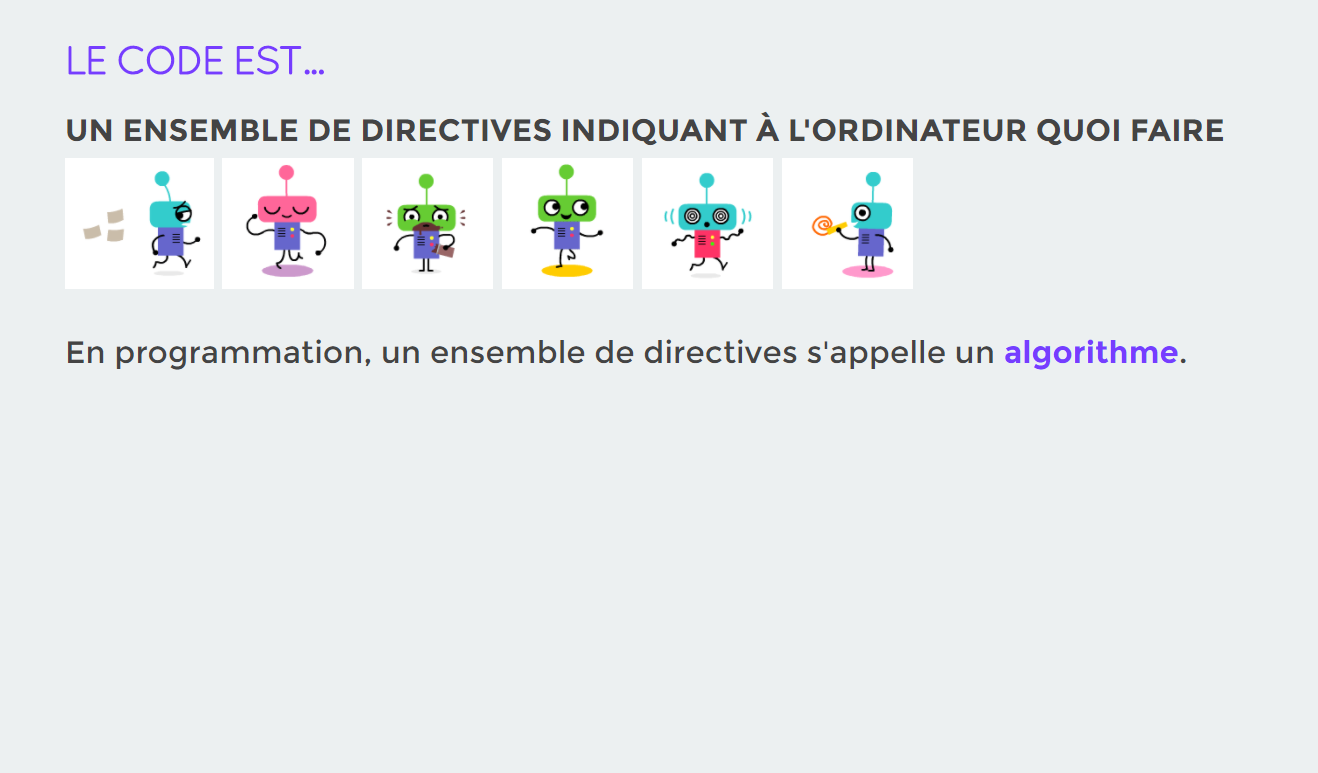 LE CODE EST...
UN ENSEMBLE DE DIRECTIVES INDIQUANT À L'ORDINATEUR QUOI FAIRE
En programmation, un ensemble de directives s'appelle un algorithme.